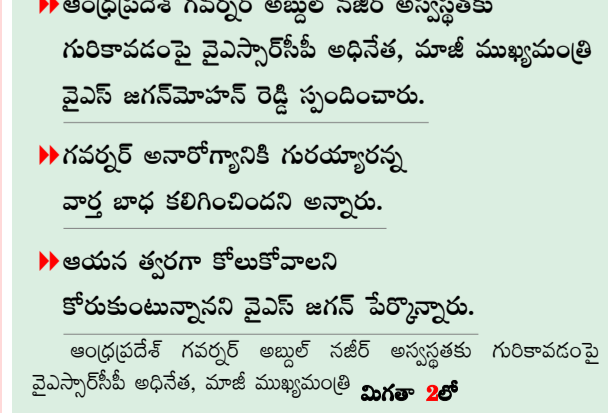 ఆంధ్రప్రదేశ్ గవర్నర్ అబ్దుల్ నజీర్ అస్వస్థతకు
గురికావడంపై వైఎస్సార్‌సీపీ అధినేత, మాజీ ముఖ్యమంత్రి
వైఎస్ జగన్‌మోహన్ రెడ్డి స్పందించారు.
గవర్నర్ అనారోగ్యానికి గురయ్యారన్న
వార్త బాధ కలిగించిందని అన్నారు.
ఆయన త్వరగా కోలుకోవాలని
కోరుకుంటున్నానని వైఎస్ జగన్ పేర్కొన్నారు.
ఆంధ్రప్రదేశ్ గవర్నర్ అబ్దుల్ నజీర్ అస్వస్థతకు గురికావడంపై
వైఎస్సార్‌సీపీ అధినేత, మాజీ ముఖ్యమంత్రి మిగతా 2లో